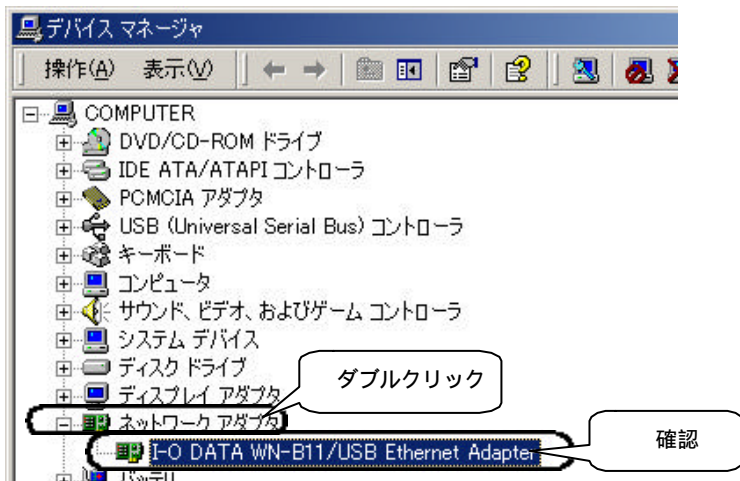 デバイス マネージャ
操作(A) 表示(V)
COMPUTER
DVD/CD-ROM ドライブ
IDE ATA/ATAPI コントローラ
PCMCIA アダプタ
USB (Universal Serial Bus) コントローラ
キーボード
コンピュータ
サウンド、ビデオ、およびゲーム コントローラ
システム デバイス
ディスク ドライブ
ダブルクリック
ディスプレイ アダプタ
ネットワーク アダプタ
I-O DATA WN-B11/USB Ethernet Adapter
確認
バッテリ